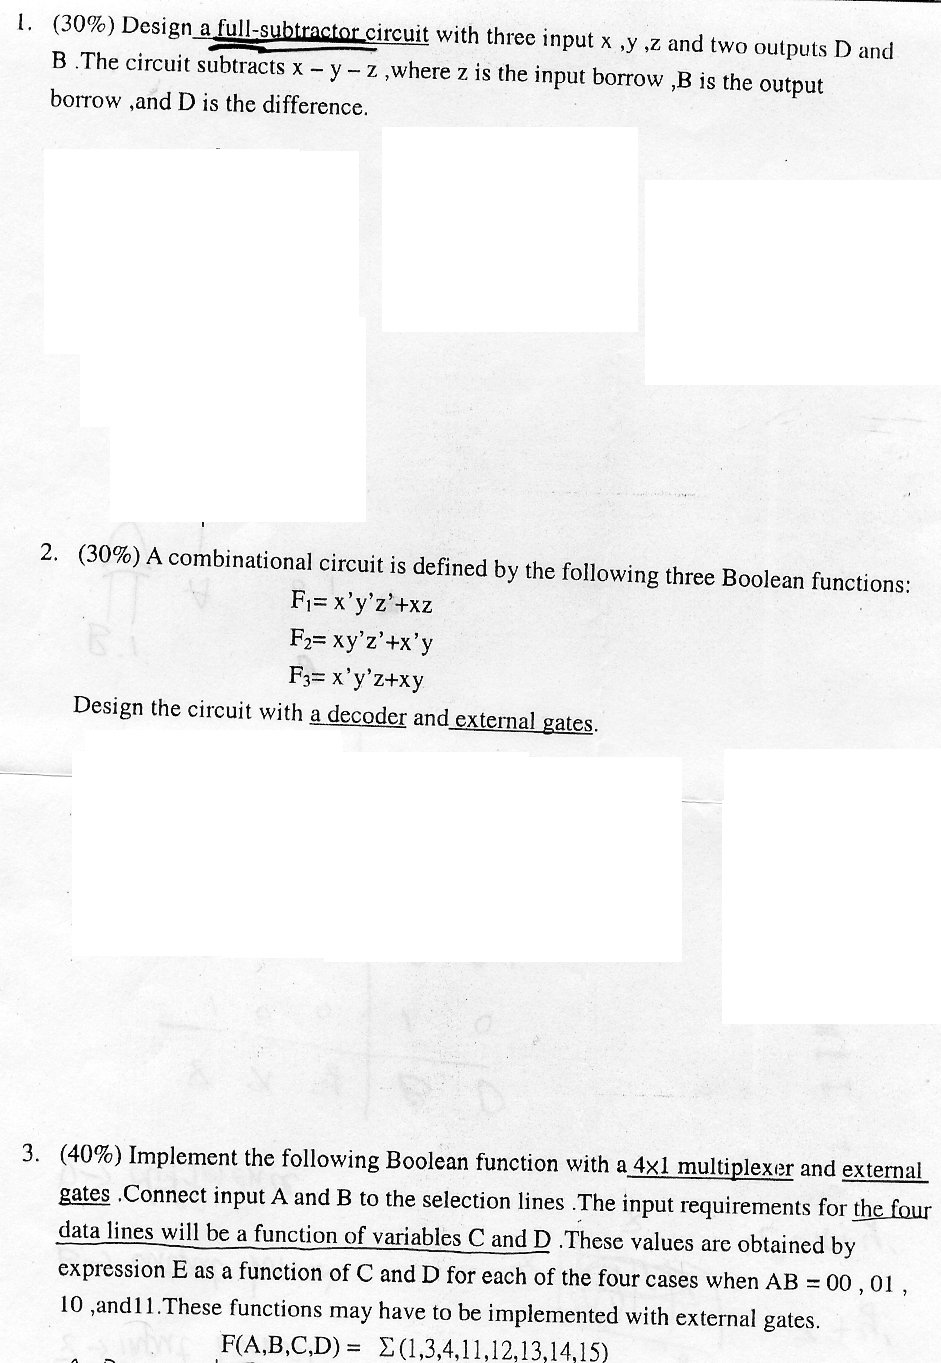 1. (30%) Design a full-subtractor circuit with three input x ,y ,z and two outputs D and
B .The circuit subtracts x – y – z ,where z is the input borrow ,B is the output
borrow ,and D is the difference.
2. (30%) A combinational circuit is defined by the following three Boolean functions:
F1= x'y'z'+xz
F2= xy'z'+x'y
F3= x'y'z+xy
Design the circuit with a decoder and external gates.
3. (40%) Implement the following Boolean function with a 4×1 multiplexer and external
gates .Connect input A and B to the selection lines .The input requirements for the four
data lines will be a function of variables C and D .These values are obtained by
expression E as a function of C and D for each of the four cases when AB = 00 , 01 ,
10 ,and11.These functions may have to be implemented with external gates.
F(A,B,C,D) = Σ(1,3,4,11,12,13,14,15)